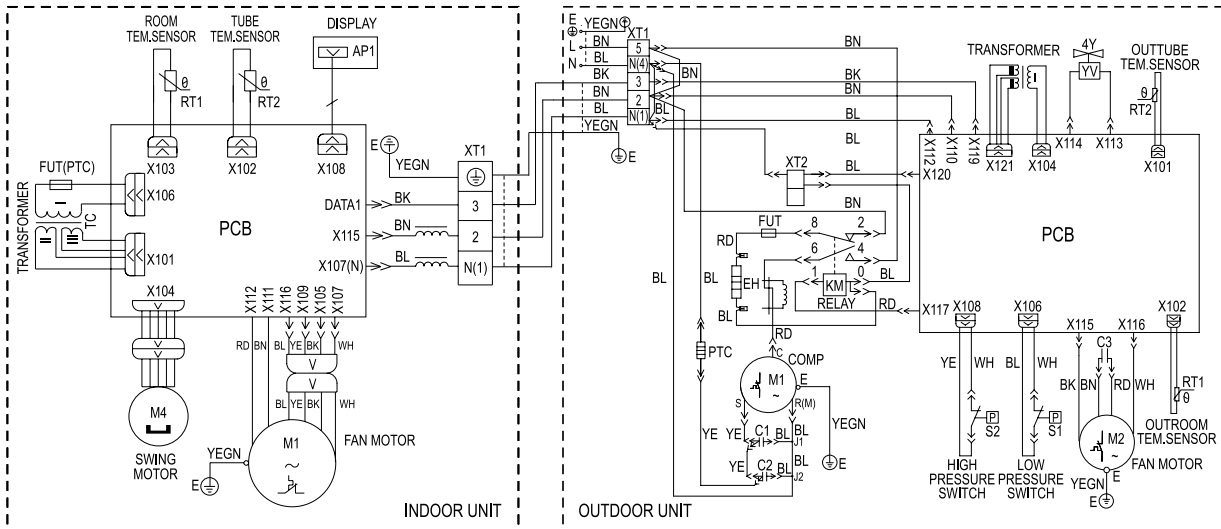 ROOM
TEM.SENSOR
TUBE
TEM.SENSOR
DISPLAY
AP1
θ
RT1
θ
RT2
FUT(PTC)
X103
X102
X108
E
YEGN
XT1
TRANSFORMER
I
II
III
TC
X106
X101
PCB
DATA1
BK
3
X115
BN
2
X107(N)
BL
N(1)
X104
X112
X111
X116
X109
X105
X107
RD
BN
BL
YE
BK
WH
V
V
BL
YE
BK
WH
M4
SWING
MOTOR
YEGN
E
M1
~
FAN MOTOR
INDOOR UNIT
E
YEGN
XT1
L
BN
5
N
BL
N(4)
BK
3
BN
2
BL
N(1)
YEGN
E
BN
BL
BN
BK
BN
BL
BL
XT2
BL
BN
X112
X110
X119
X120
TRANSFORMER
I
X121
X104
4Y
YV
X114
X113
OUTTUBE
TEM.SENSOR
θ
RT2
X101
PCB
FUT
8
2
RD
6
4
BL
BL
EH
1
KM
0
BL
RELAY
RD
X117
BL
BL
RD
PTC
C
COMP
M1
E
S
R(M)
YEGN
E
YE
YE
C1
BL
BL
J1
YE
C2
BL
BL
J2
X108
X106
X115
X116
X102
YE
WH
BL
WH
C3
BK
BN
RD
WH
P
S2
P
S1
M2
RT1
θ
OUTROOM
TEM.SENSOR
HIGH
PRESSURE
SWITCH
LOW
PRESSURE
SWITCH
FAN MOTOR
YEGN
E
E
OUTDOOR UNIT